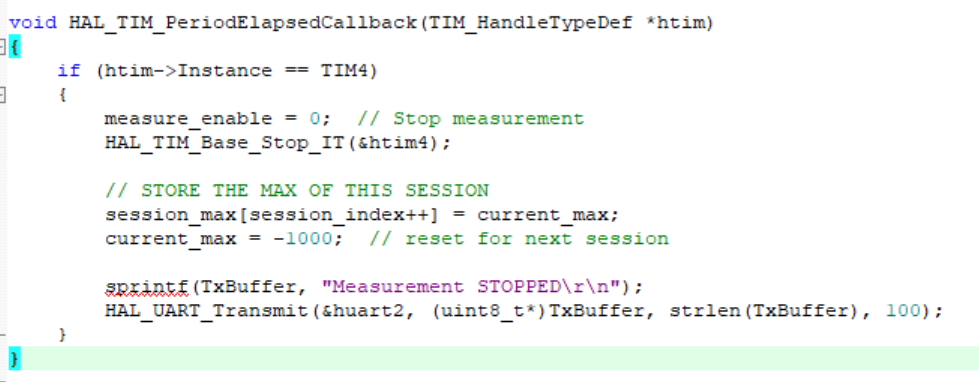 void HAL_TIM_PeriodElapsedCallback(TIM_HandleTypeDef *htim)
{
    if (htim->Instance == TIM4)
    {
        measure_enable = 0;  // Stop measurement
        HAL_TIM_Base_Stop_IT(&htim4);

        // STORE THE MAX OF THIS SESSION
        session_max[session_index++] = current_max;
        current_max = -1000;  // reset for next session

        sprintf(TxBuffer, "Measurement STOPPED\r\n");
        HAL_UART_Transmit(&huart2, (uint8_t*)TxBuffer, strlen(TxBuffer), 100);
    }
}